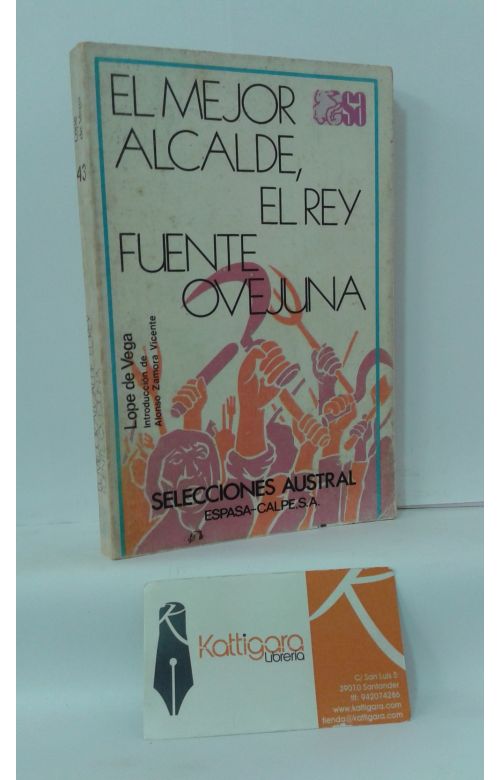 EL MEJOR
ALCALDE,
EL REY
FUENTE
OVEJUNA
Lope de Vega
Introducción de
Alonso Zamora Vicente
SELECCIONES AUSTRAL
ESPASA-CALPE, S. A.
43
Kattigara
Librería
C/ San Luis 5
39010 Santander
tlf: 942074266
www.kattigara.com
tienda@kattigara.com